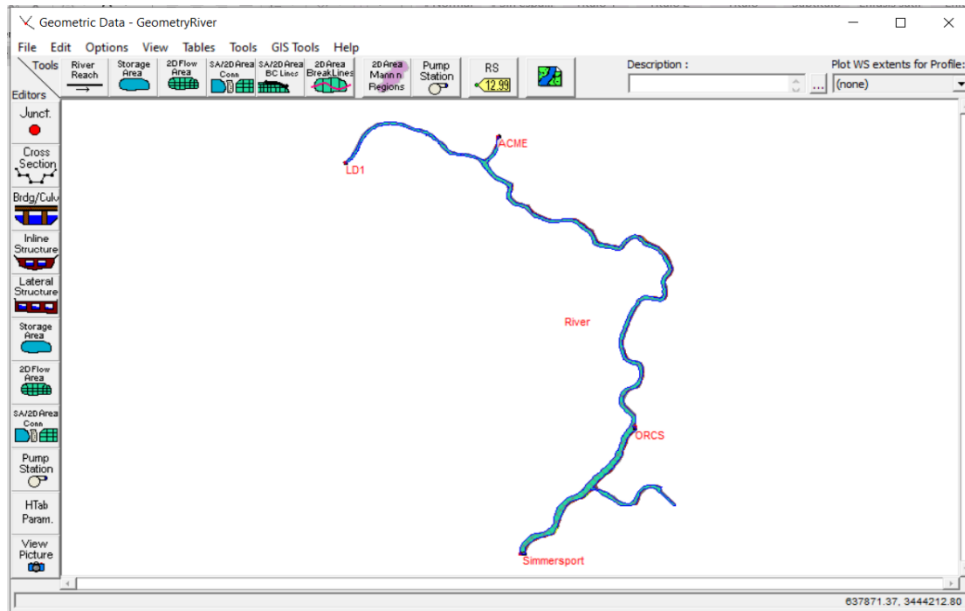 Geometric Data - GeometryRiver
File Edit Options View Tables Tools GIS Tools Help
Tools
Editors
River
Reach
Storage
Area
2D Flow
Area
SA/2D Area
Conn
SA/2D Area
BC Lines
2D Area
BreakLines
2D Area
Mann n
Regions
Pump
Station
RS
12.99
Description :
...
Plot WS extents for Profile:
(none)
Junct.
Cross
Section
Brdg/Culv
Inline
Structure
Lateral
Structure
Storage
Area
2D Flow
Area
SA/2D Area
Conn
Pump
Station
HTab
Param.
View
Picture
ACME
LD1
River
ORCS
Simmersport
637871.37, 3444212.80